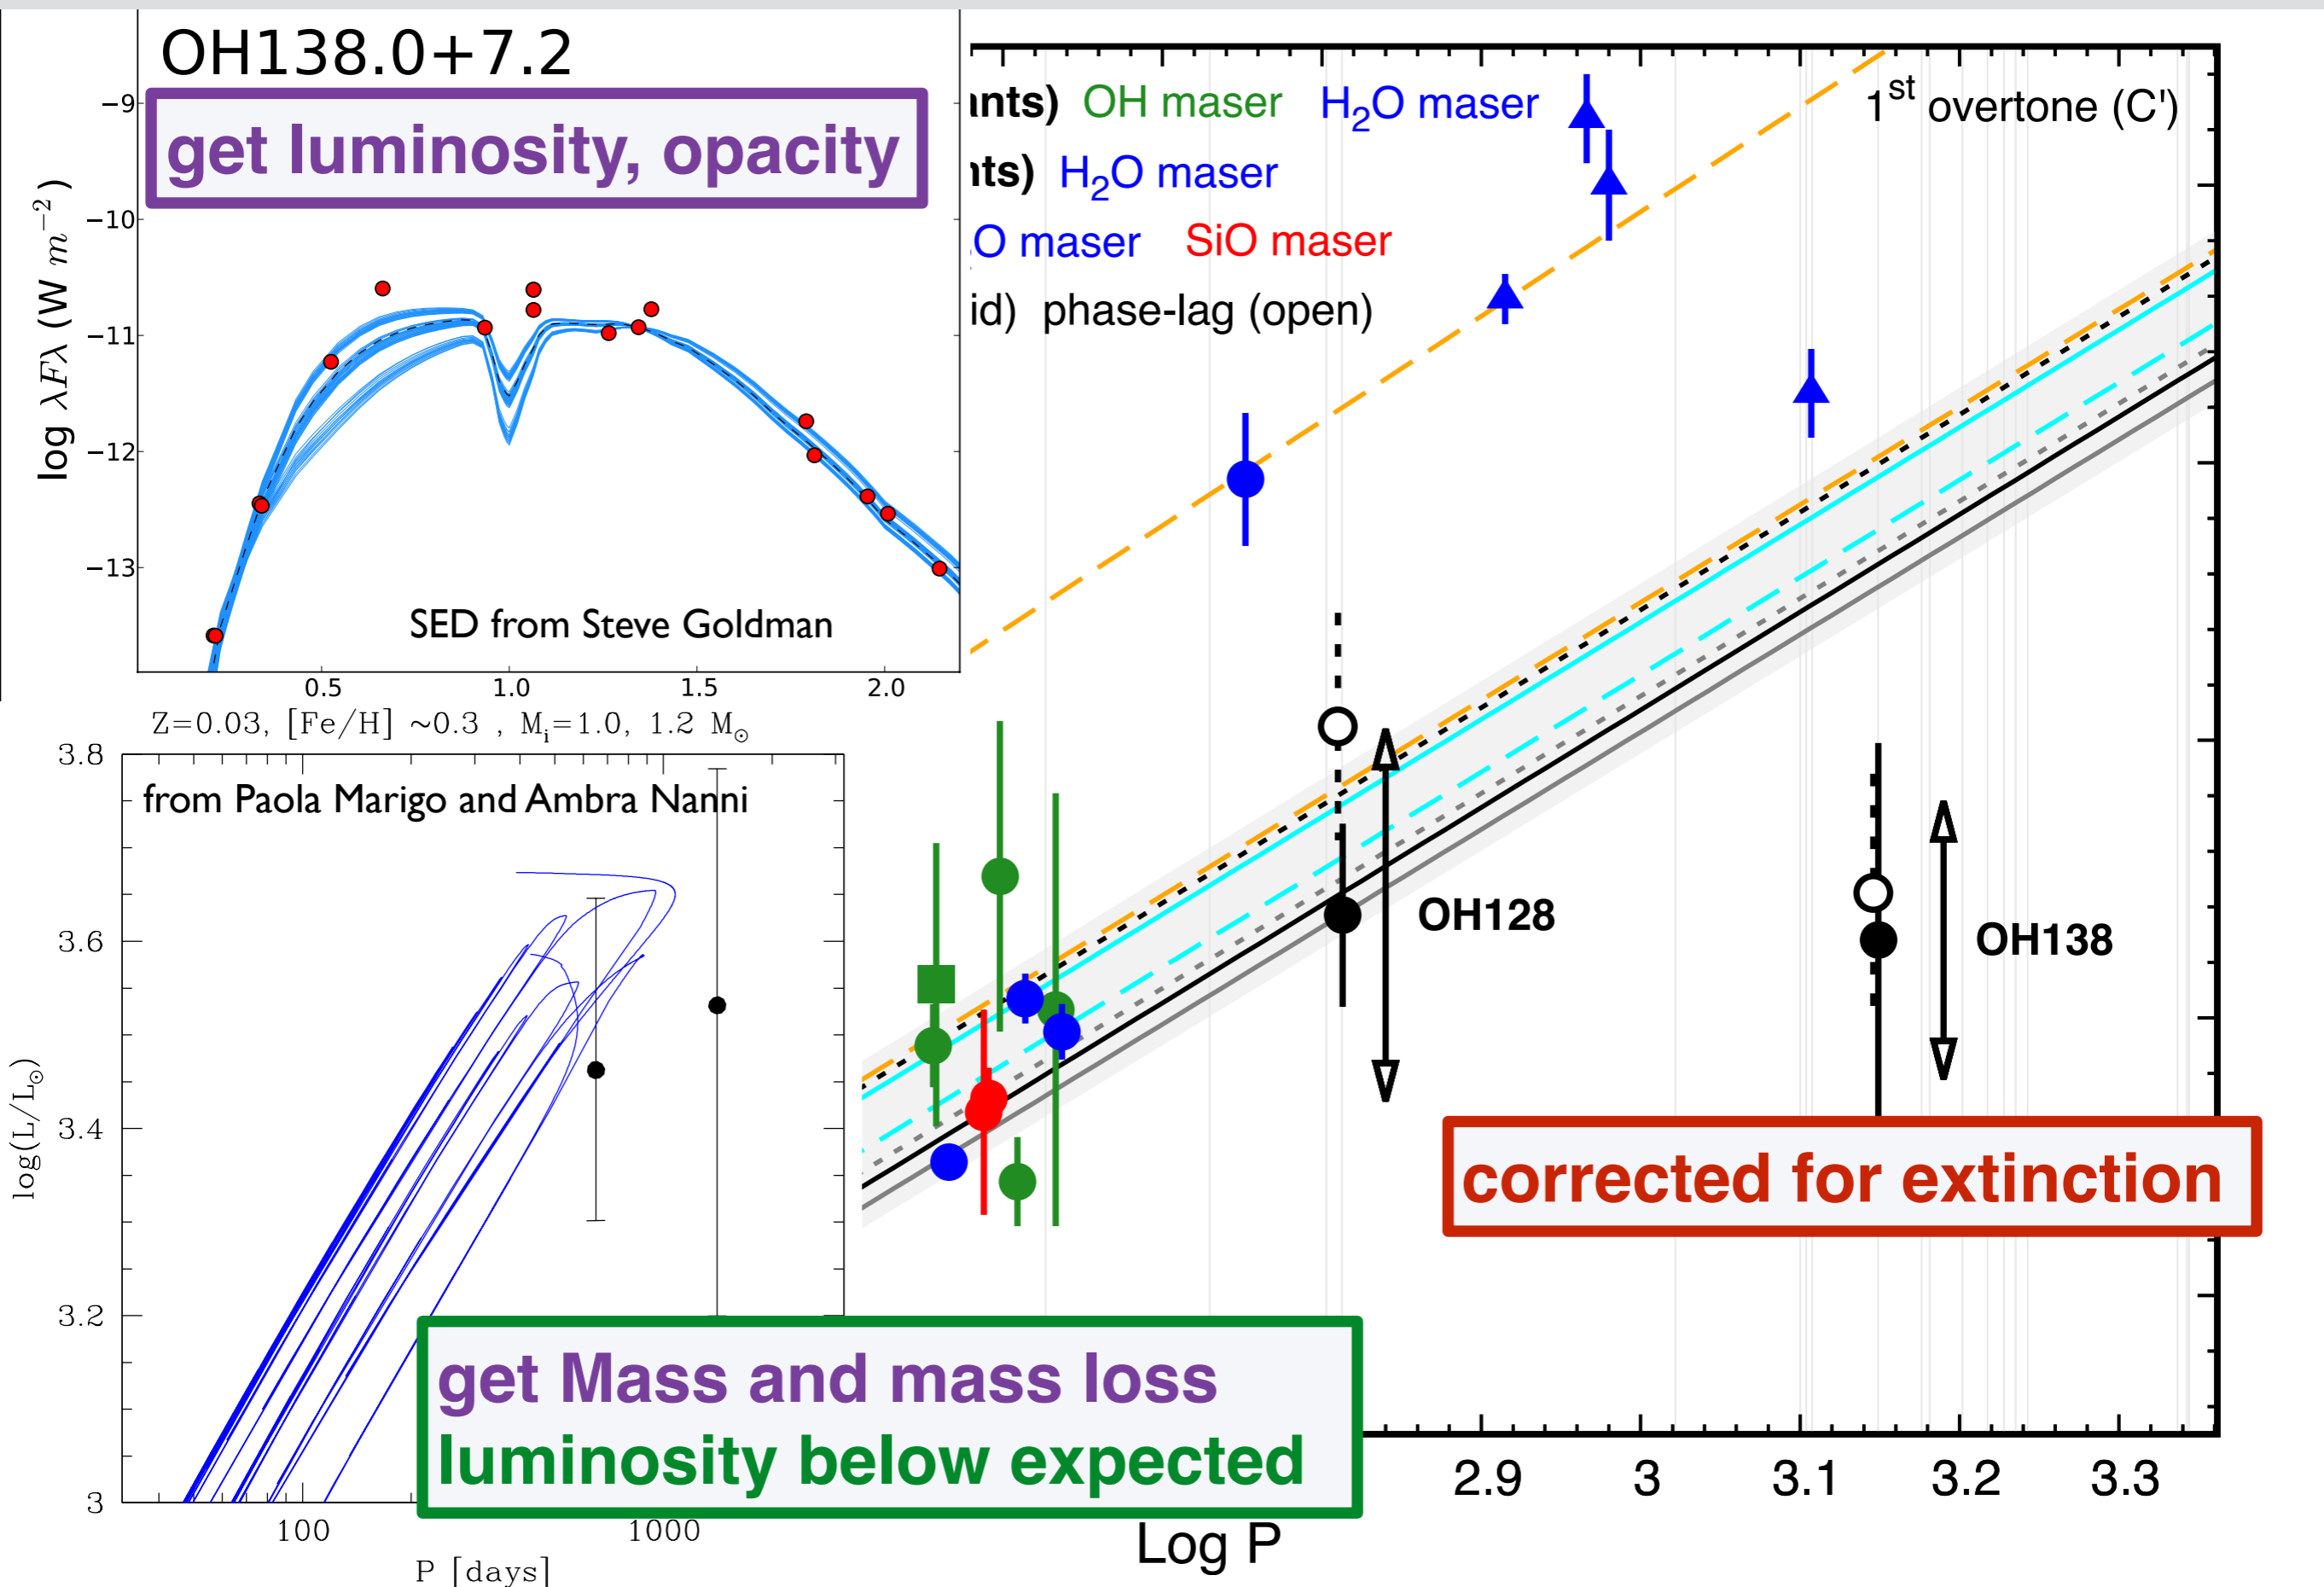 OH138.0+7.2
get luminosity, opacity
log λFλ (W m−2)
−9
−10
−11
−12
−13
SED from Steve Goldman
0.5 1.0 1.5 2.0
OH maser H2O maser
H2O maser
O maser SiO maser
phase-lag (open)
1st overtone (C')
OH128
OH138
corrected for extinction
Z=0.03, [Fe/H] ~0.3 , Mi=1.0, 1.2 M⊙
from Paola Marigo and Ambra Nanni
log(L/L⊙)
3.8
3.6
3.4
3.2
3
100 1000
P [days]
get Mass and mass loss
luminosity below expected
2.9 3 3.1 3.2 3.3
Log P